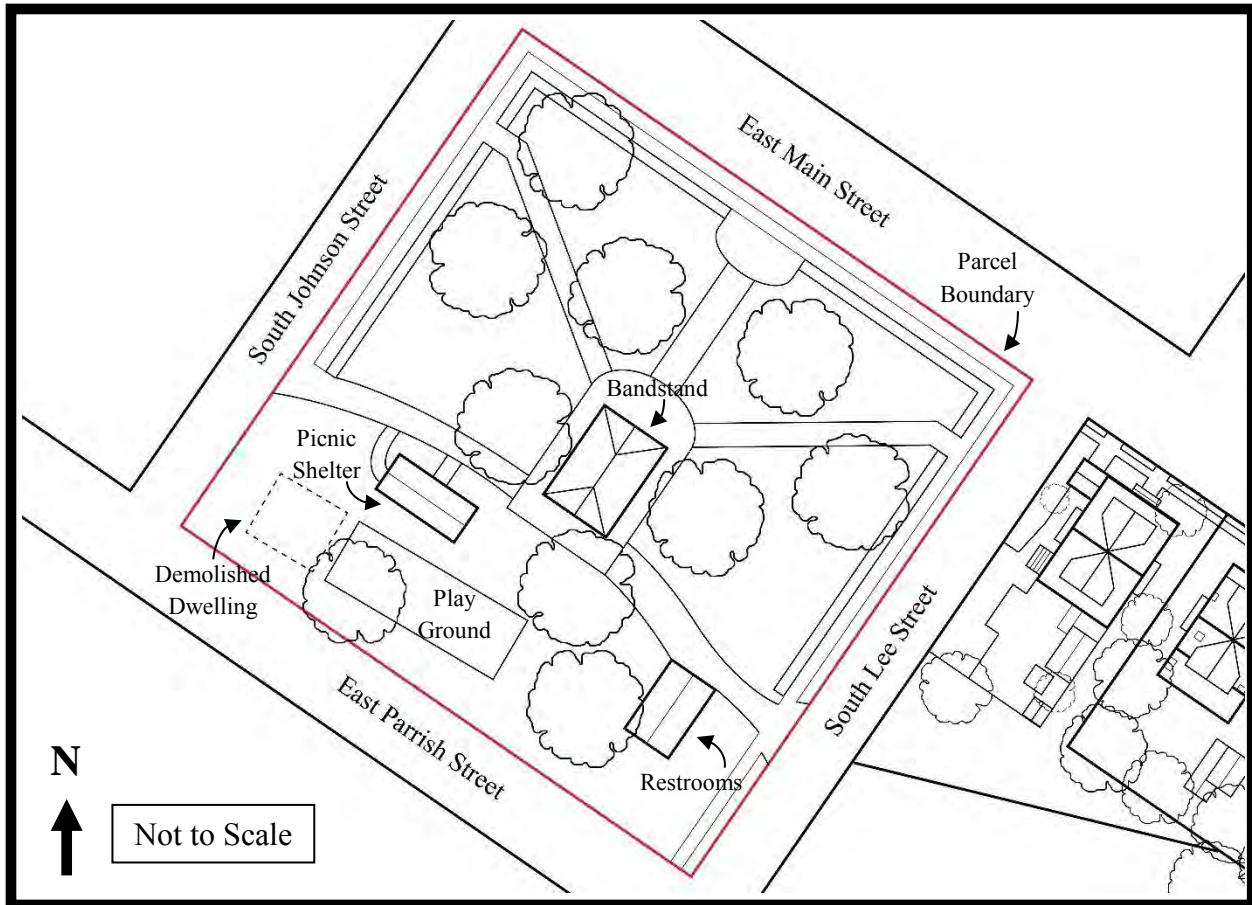 East Main Street
South Johnson Street
Parcel
Boundary
Bandstand
Picnic
Shelter
Demolished
Dwelling
Play
Ground
South Lee Street
East Parrish Street
Restrooms
N
Not to Scale